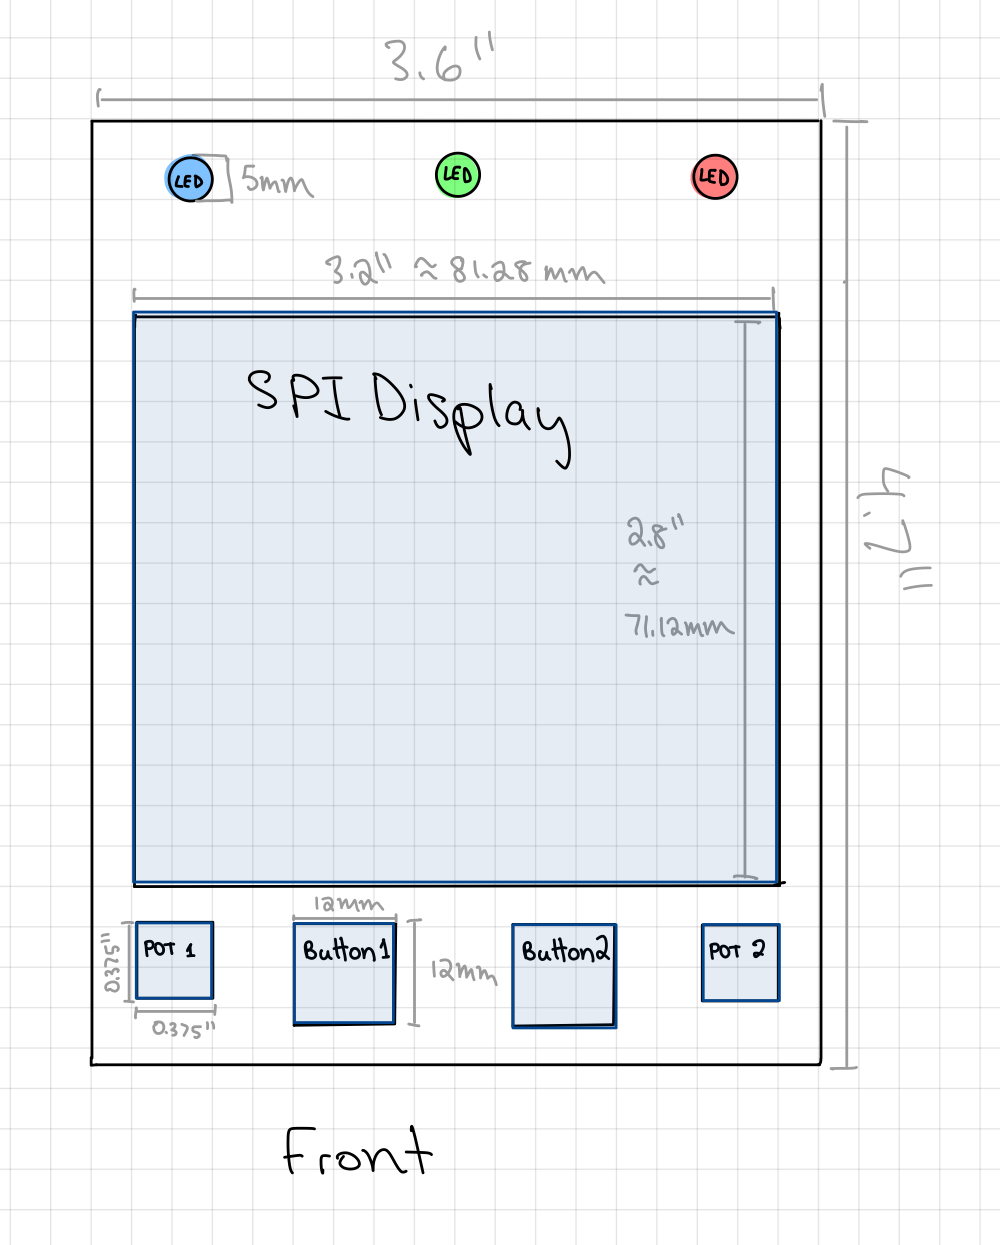 3.6"
LED
5mm
LED
LED
3.2" ≈ 81.28 mm
SPI Display
4.7"
2.8"
≈
71.12mm
12mm
0.375"
POT 1
Button1
12mm
Button2
POT 2
0.375"
Front